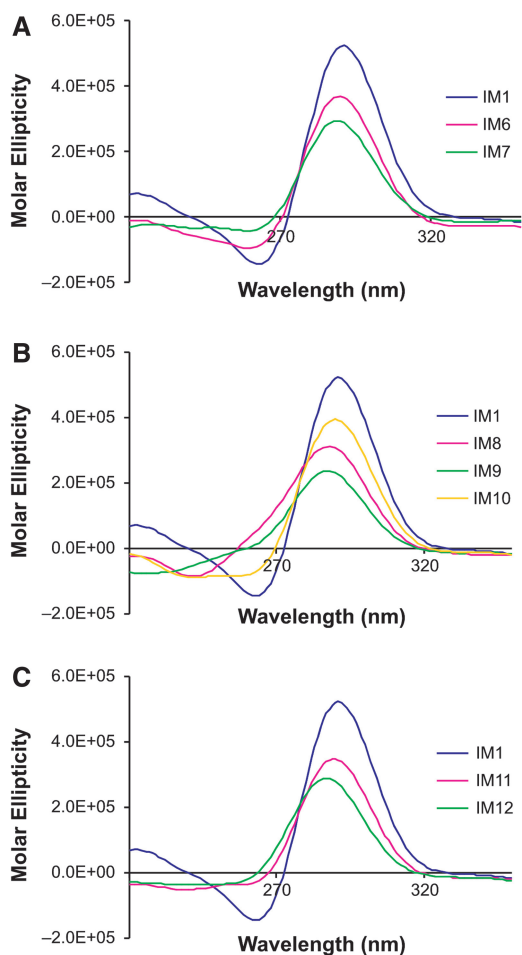 A
6.0E+05
4.0E+05
2.0E+05
0.0E+00
–2.0E+05
Molar Ellipticity
270
320
Wavelength (nm)
IM1
IM6
IM7
B
6.0E+05
4.0E+05
2.0E+05
0.0E+00
–2.0E+05
Molar Ellipticity
270
320
Wavelength (nm)
IM1
IM8
IM9
IM10
C
6.0E+05
4.0E+05
2.0E+05
0.0E+00
–2.0E+05
Molar Ellipticity
270
320
Wavelength (nm)
IM1
IM11
IM12